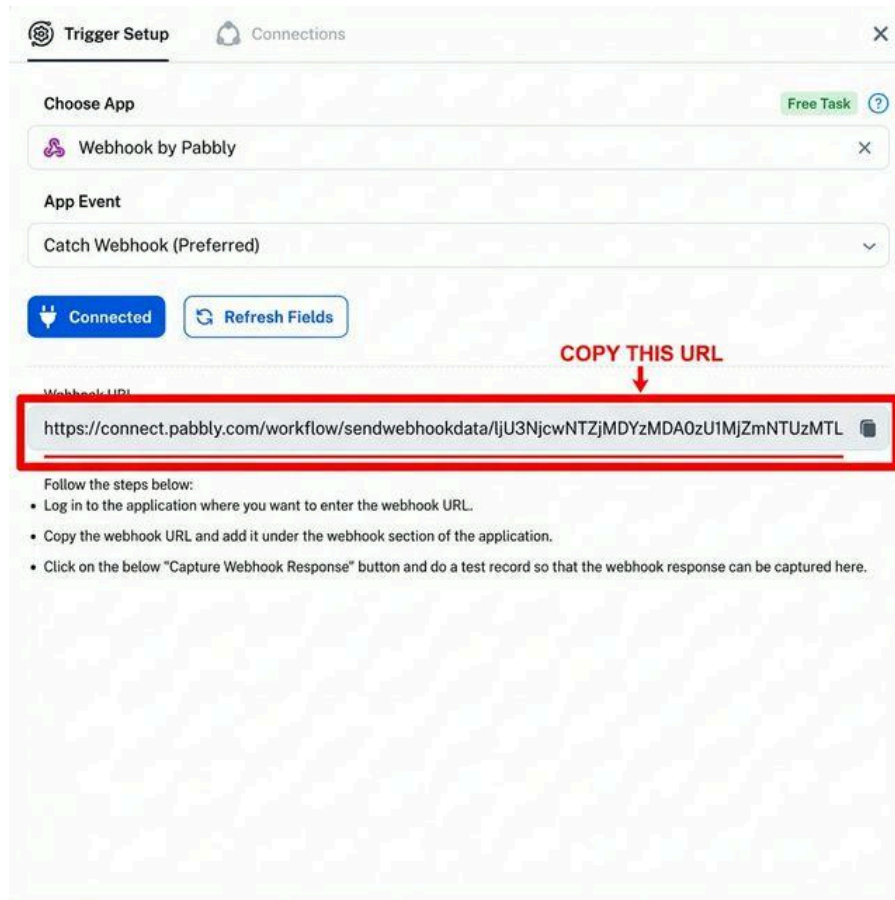 Trigger Setup Connections
Choose App Free Task ?
Webhook by Pabbly
App Event
Catch Webhook (Preferred)
Connected Refresh Fields
COPY THIS URL
Webhook URL
https://connect.pabbly.com/workflow/sendwebhookdata/ljU3NjcwNTZjMDYzMDA0zU1MjZmNTUzMTL
Follow the steps below:
• Log in to the application where you want to enter the webhook URL.
• Copy the webhook URL and add it under the webhook section of the application.
• Click on the below "Capture Webhook Response" button and do a test record so that the webhook response can be captured here.